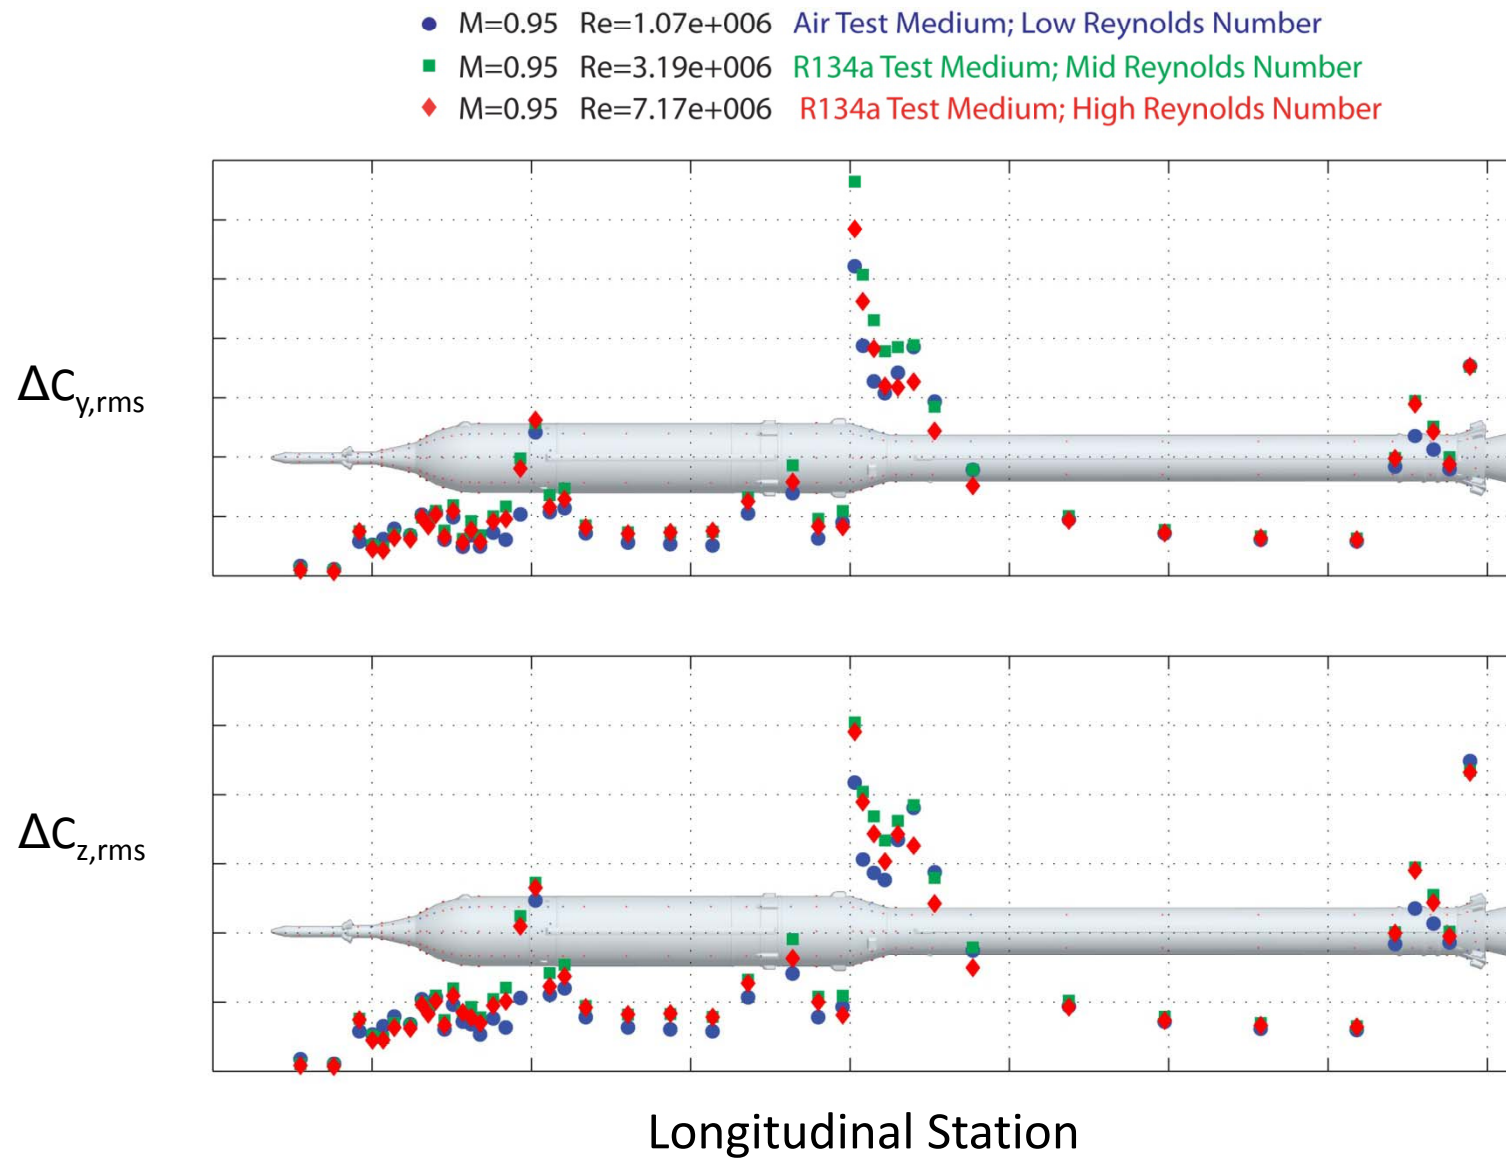 M=0.95 Re=1.07e+006 Air Test Medium; Low Reynolds Number
M=0.95 Re=3.19e+006 R134a Test Medium; Mid Reynolds Number
M=0.95 Re=7.17e+006 R134a Test Medium; High Reynolds Number
ΔCy,rms
ΔCz,rms
Longitudinal Station